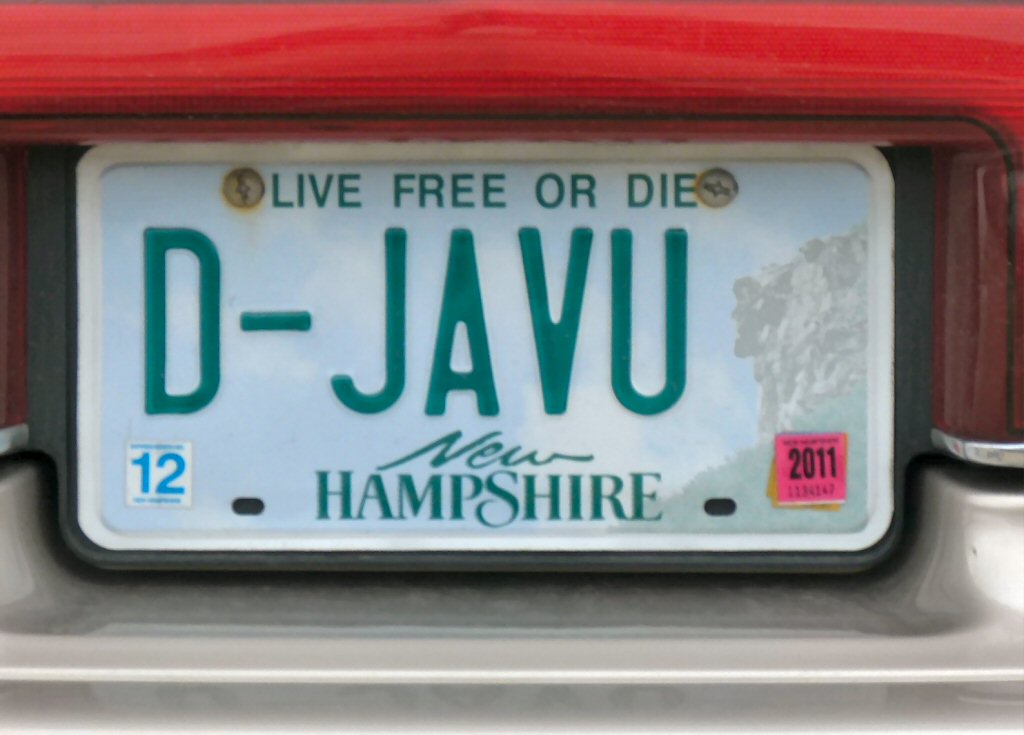 LIVE FREE OR DIE
D-JAVU
12
New
HAMPSHIRE
2011